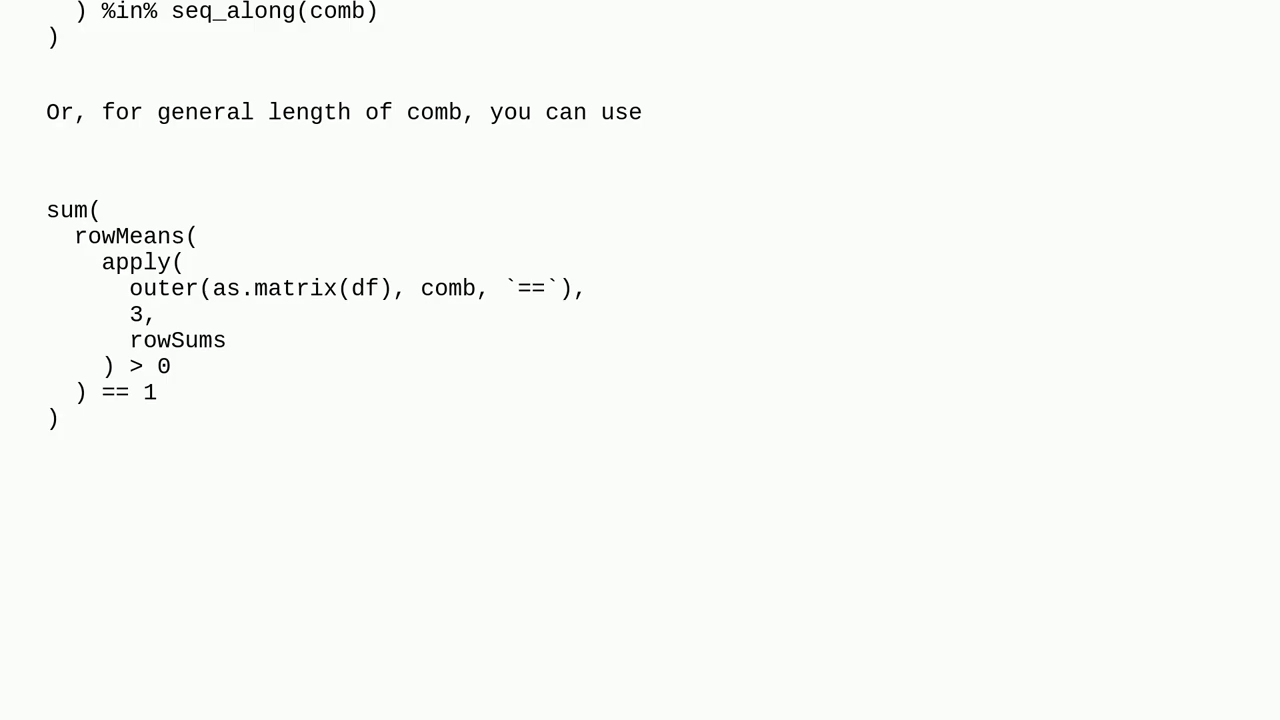 ) %in% seq_along(comb)
)
Or, for general length of comb, you can use
sum(
  rowMeans(
    apply(
      outer(as.matrix(df), comb, `==`),
      3,
      rowSums
    ) > 0
  ) == 1
)